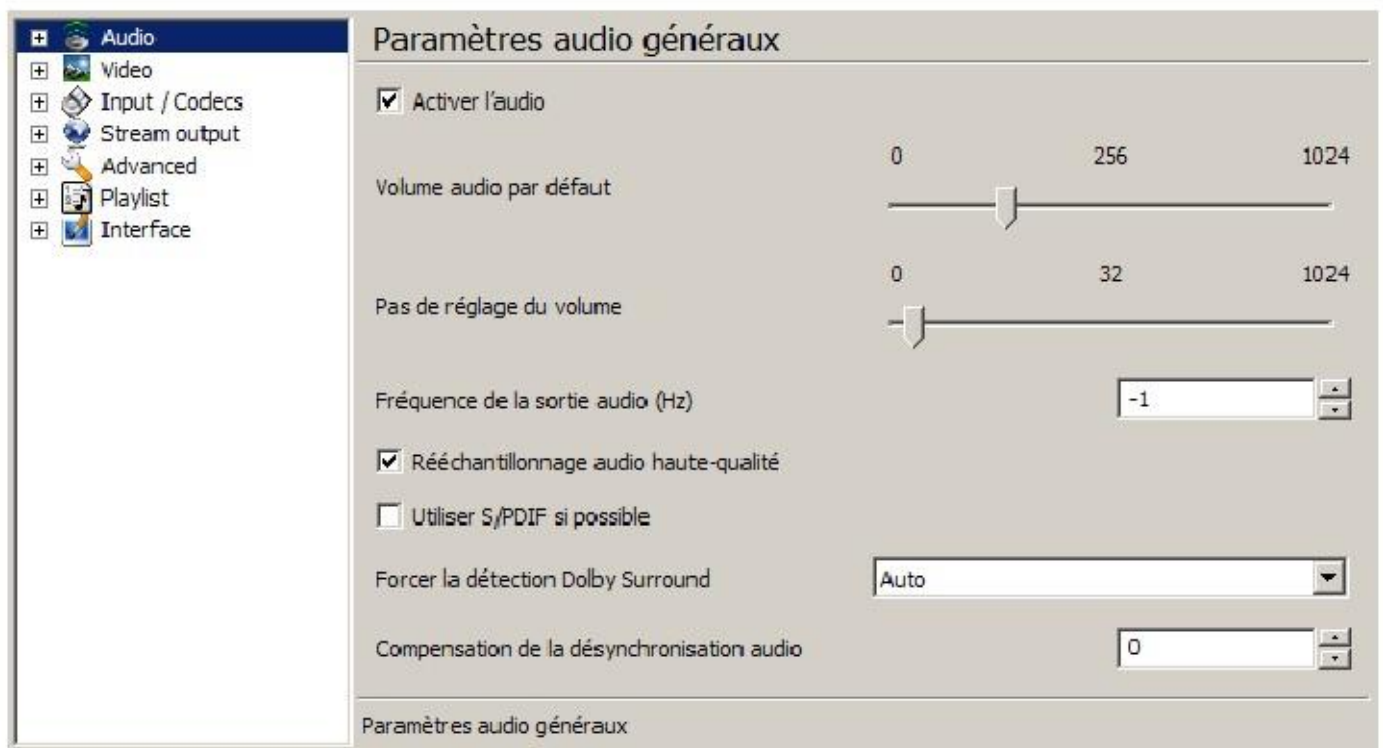 Audio
Video
Input / Codecs
Stream output
Advanced
Playlist
Interface
Paramètres audio généraux
Activer l'audio
0 256 1024
Volume audio par défaut
0 32 1024
Pas de réglage du volume
Fréquence de la sortie audio (Hz) -1
Rééchantillonnage audio haute-qualité
Utiliser S/PDIF si possible
Forcer la détection Dolby Surround Auto
Compensation de la désynchronisation audio 0
Paramètres audio généraux